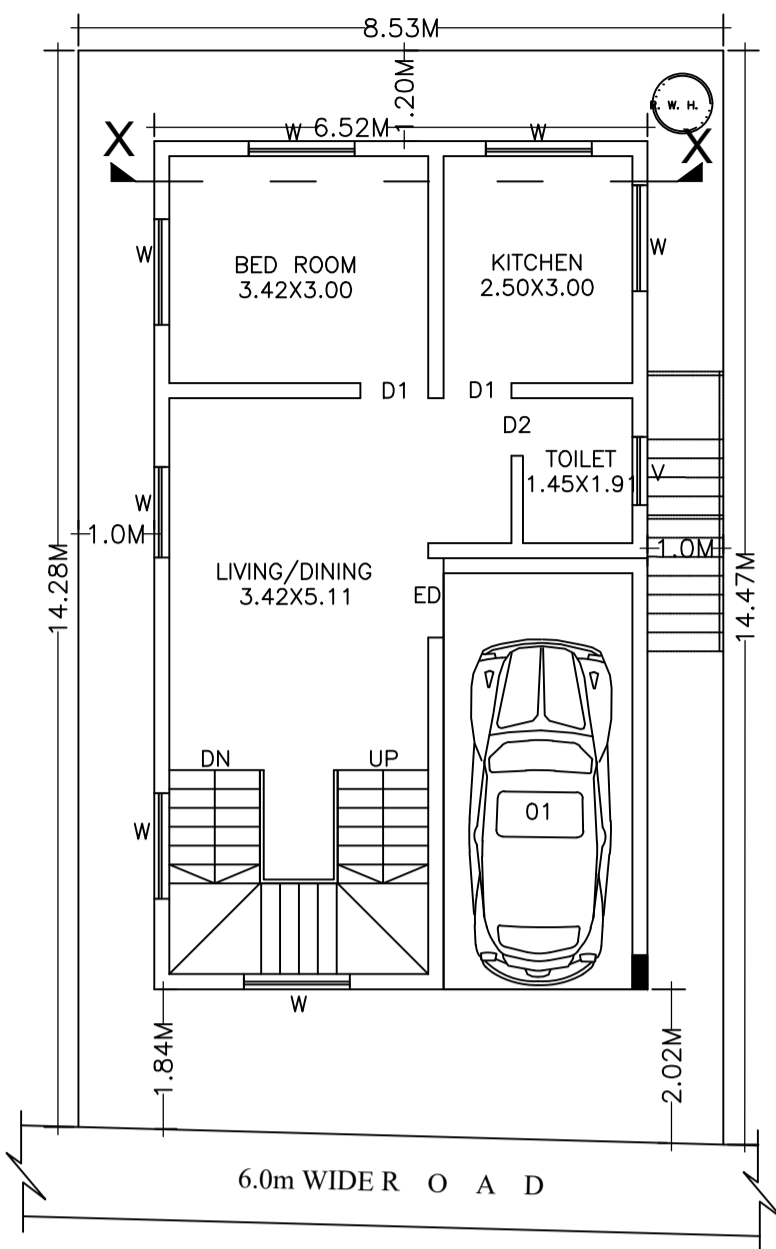 8.53M
1.20M
R. W. H.
6.52M
W
W
X
X
W
W
BED ROOM
3.42X3.00
KITCHEN
2.50X3.00
D1
D1
D2
TOILET
1.45X1.91
V
W
1.0M
1.0M
14.28M
14.47M
LIVING/DINING
3.42X5.11
ED
DN
UP
01
W
W
1.84M
2.02M
6.0m WIDE R O A D